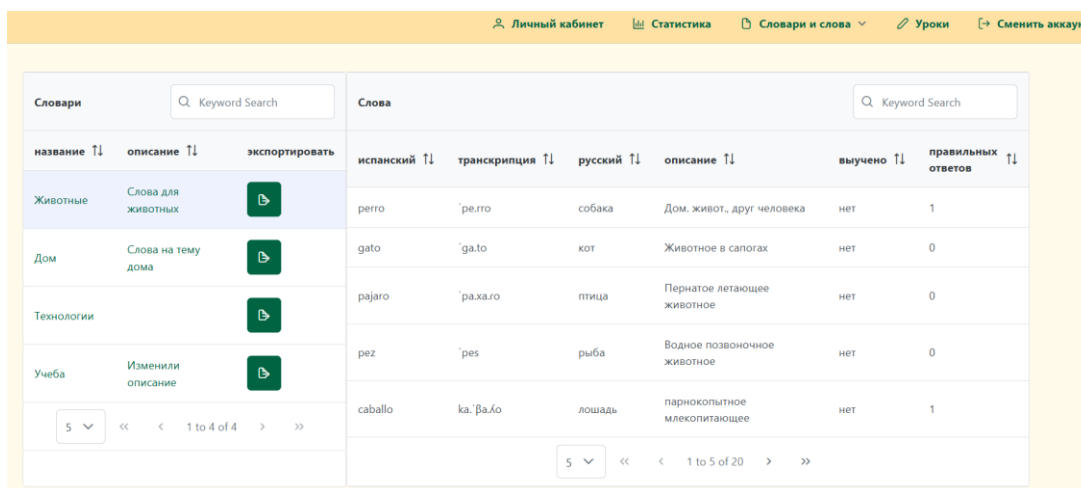 Личный кабинет Статистика Словари и слова Уроки Сменить аккаун
Словари Keyword Search
название описание экспортировать
Животные Слова для животных
Дом Слова на тему дома
Технологии
Учеба Изменили описание
5 1 to 4 of 4
Слова Keyword Search
испанский транскрипция русский описание выучено правильных ответов
perro ˈpe.rro собака Дом. живот., друг человека нет 1
gato ˈga.to кот Животное в сапогах нет 0
pajaro ˈpa.xa.ro птица Пернатое летающее животное нет 0
pez ˈpes рыба Водное позвоночное животное нет 0
caballo ka.ˈβa.ʎo лошадь парнокопытное млекопитающее нет 1
5 1 to 5 of 20